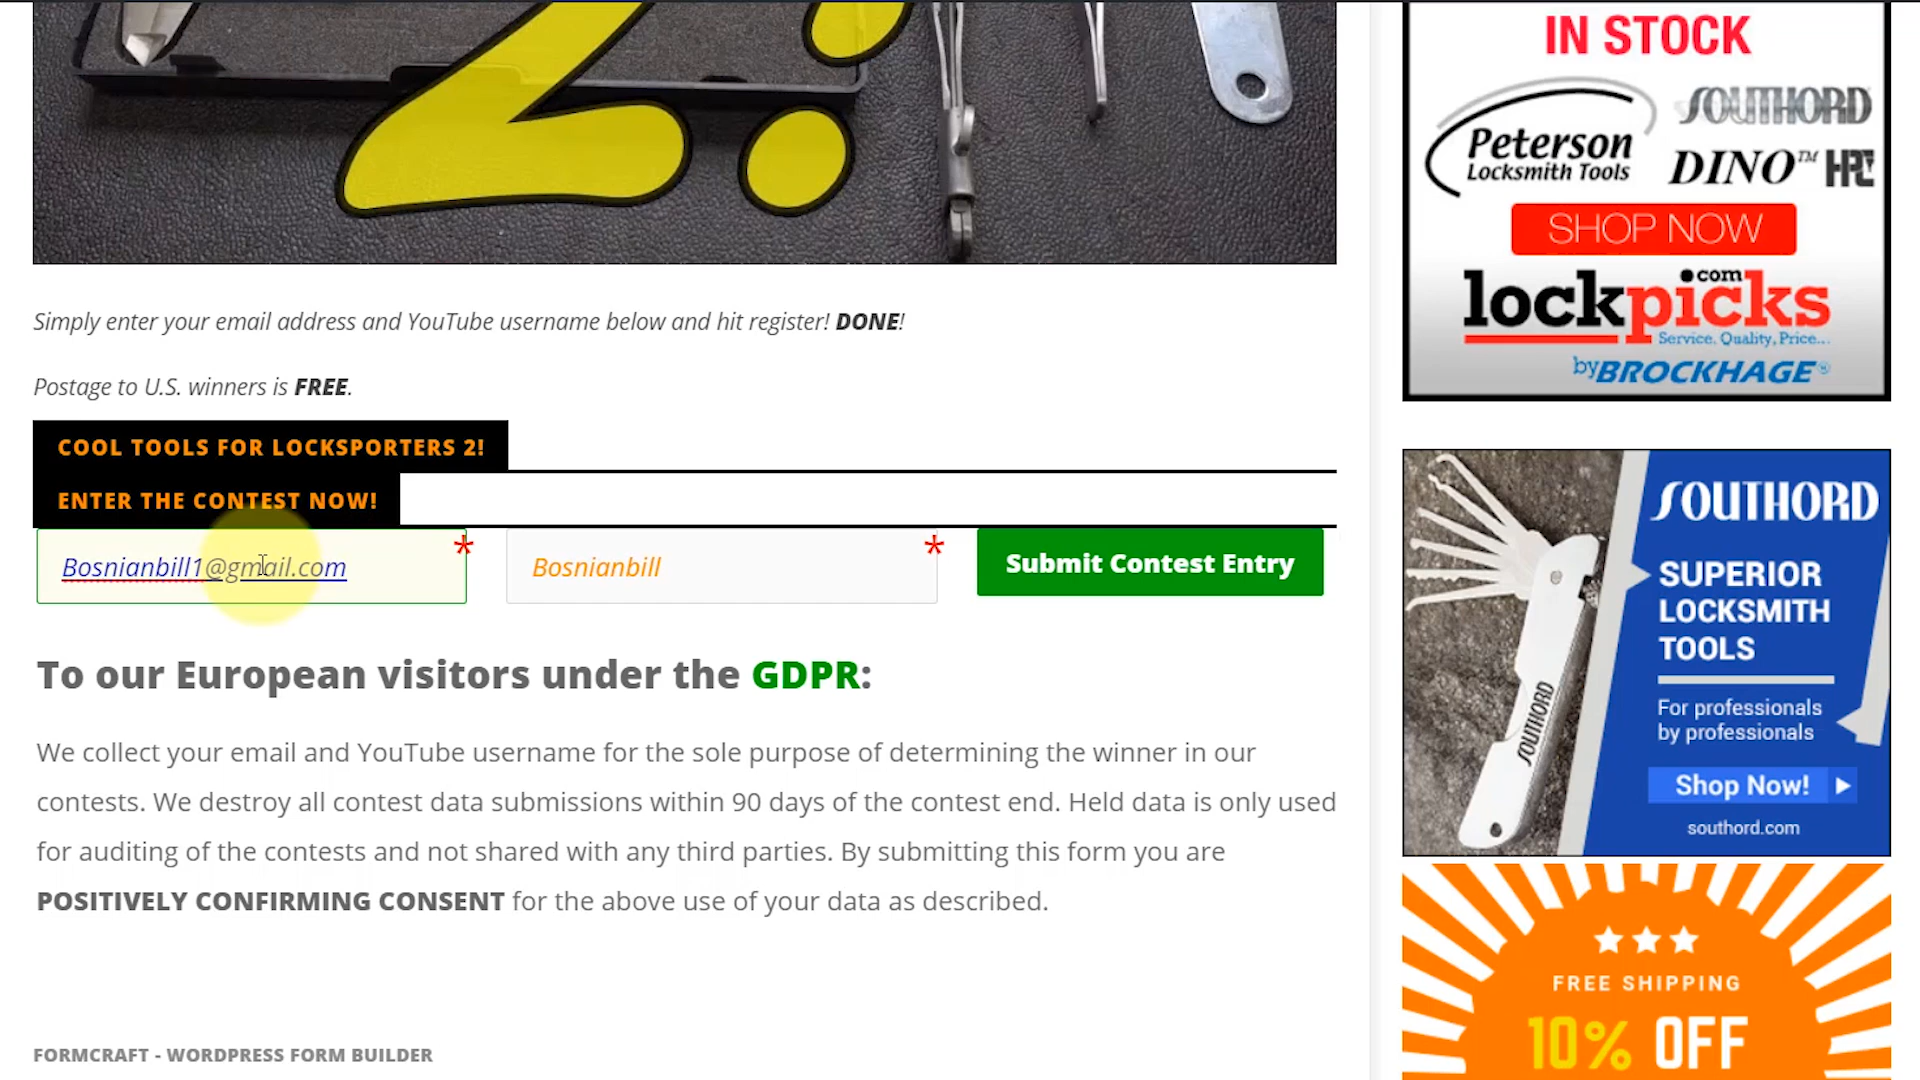 2:
Simply enter your email address and YouTube username below and hit register! DONE!
Postage to U.S. winners is FREE.
COOL TOOLS FOR LOCKSPORTERS 2!
ENTER THE CONTEST NOW!
Bosnianbill1@gmail.com *
Bosnianbill *
Submit Contest Entry
To our European visitors under the GDPR:
We collect your email and YouTube username for the sole purpose of determining the winner in our
contests. We destroy all contest data submissions within 90 days of the contest end. Held data is only used
for auditing of the contests and not shared with any third parties. By submitting this form you are
POSITIVELY CONFIRMING CONSENT for the above use of your data as described.
FORMCRAFT - WORDPRESS FORM BUILDER
IN STOCK
Peterson
Locksmith Tools
SOUTHORD
DINO™ HPC
SHOP NOW
lockpicks.com
Service, Quality, Price...
by BROCKHAGE®
SOUTHORD
SUPERIOR
LOCKSMITH
TOOLS
For professionals
by professionals
Shop Now!
southord.com
SOUTHORD
FREE SHIPPING
10% OFF